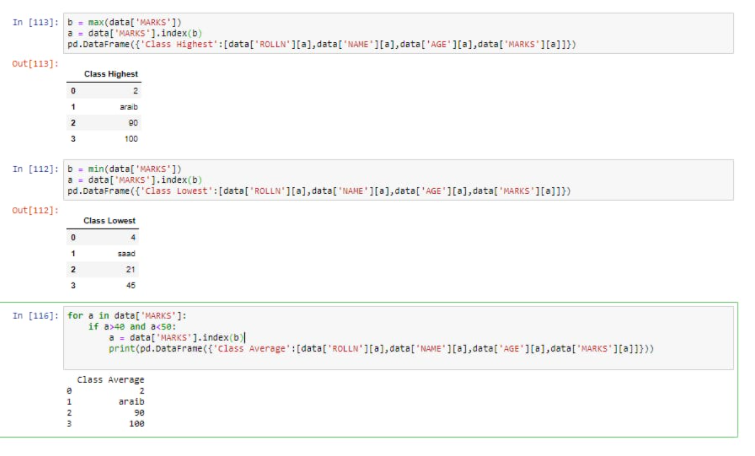 In [113]: b = max(data['MARKS'])
a = data['MARKS'].index(b)
pd.DataFrame({'Class Highest':[data['ROLLN'][a],data['NAME'][a],data['AGE'][a],data['MARKS'][a]]})
Out[113]:
Class Highest
0 2
1 araib
2 90
3 100
In [112]: b = min(data['MARKS'])
a = data['MARKS'].index(b)
pd.DataFrame({'Class Lowest':[data['ROLLN'][a],data['NAME'][a],data['AGE'][a],data['MARKS'][a]]})
Out[112]:
Class Lowest
0 4
1 saad
2 21
3 45
In [116]: for a in data['MARKS']:
if a>40 and a<50:
a = data['MARKS'].index(b)
print(pd.DataFrame({'Class Average':[data['ROLLN'][a],data['NAME'][a],data['AGE'][a],data['MARKS'][a]]}))
Class Average
0 2
1 araib
2 90
3 100